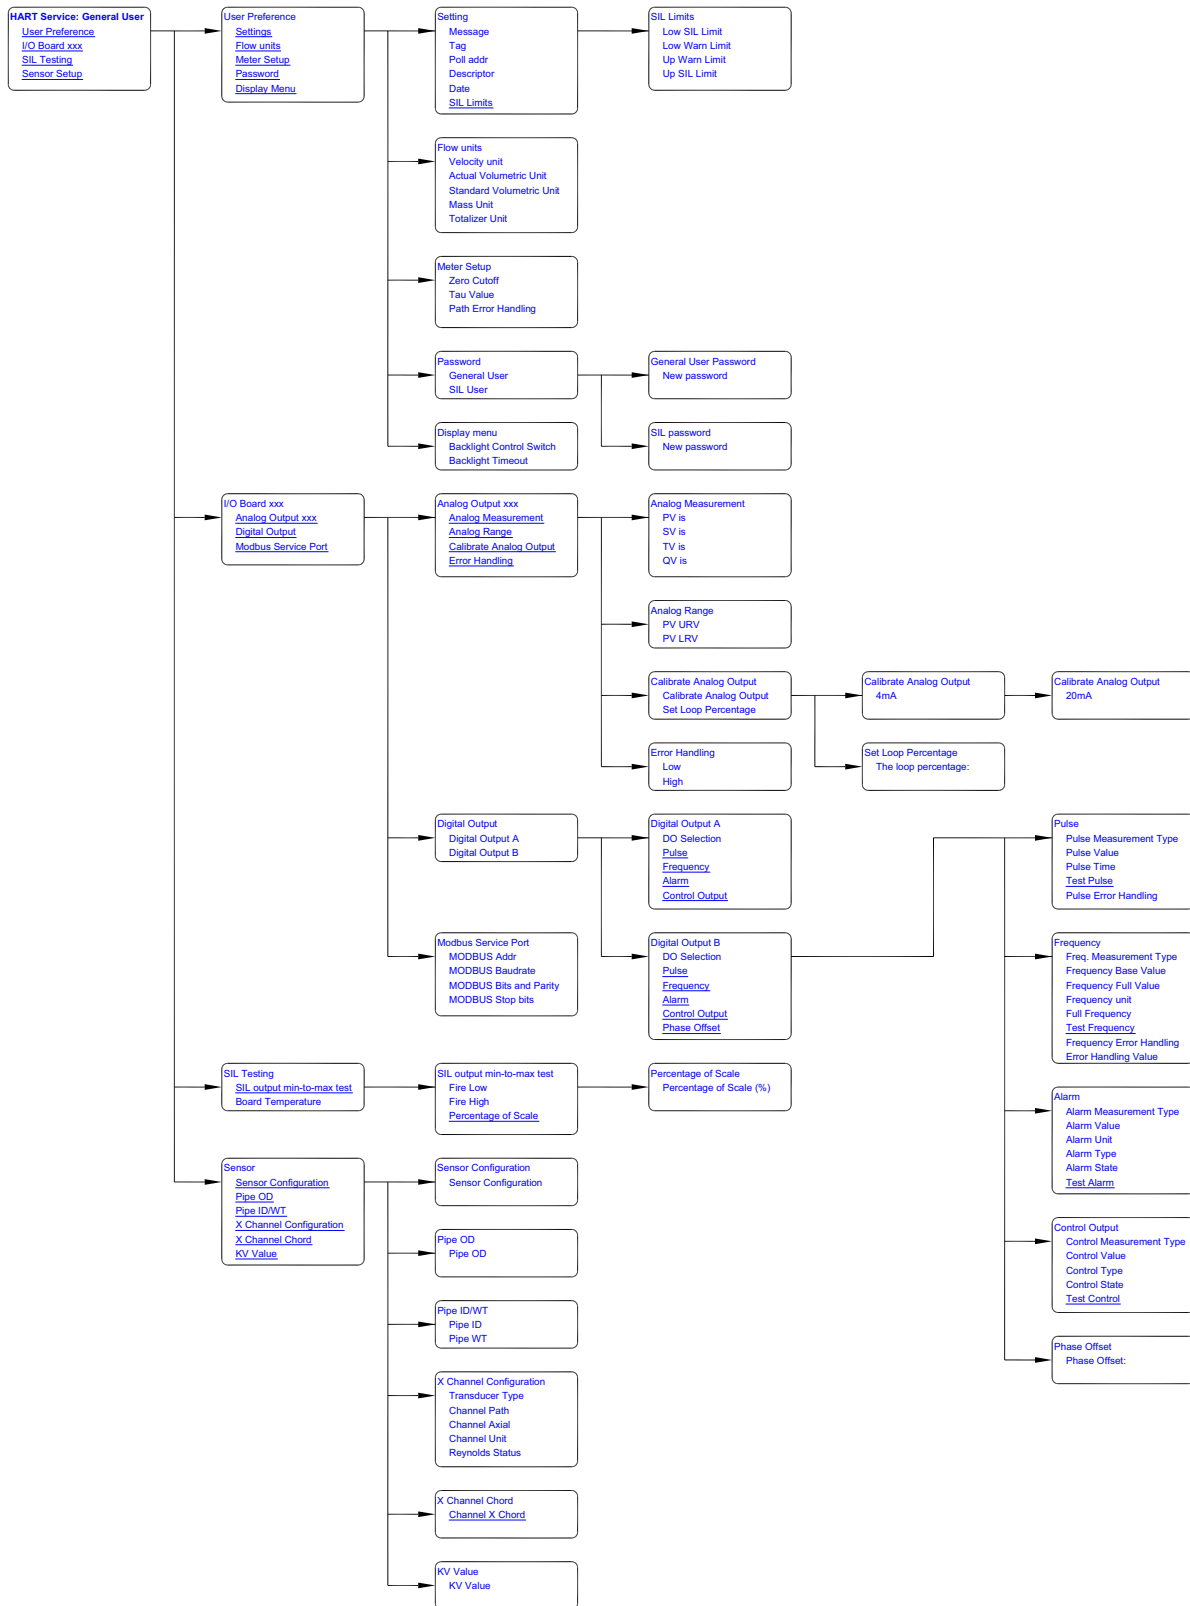 HART Service: General User
User Preference
I/O Board xxx
SIL Testing
Sensor Setup
User Preference
Settings
Flow units
Meter Setup
Password
Display Menu
Setting
Message
Tag
Poll addr
Descriptor
Date
SIL Limits
SIL Limits
Low SIL Limit
Low Warn Limit
Up Warn Limit
Up SIL Limit
Flow units
Velocity unit
Actual Volumetric Unit
Standard Volumetric Unit
Mass Unit
Totalizer Unit
Meter Setup
Zero Cutoff
Tau Value
Path Error Handling
Password
General User
SIL User
General User Password
New password
SIL password
New password
Display menu
Backlight Control Switch
Backlight Timeout
I/O Board xxx
Analog Output xxx
Digital Output
Modbus Service Port
Analog Output xxx
Analog Measurement
Analog Range
Calibrate Analog Output
Error Handling
Analog Measurement
PV is
SV is
TV is
QV is
Analog Range
PV URV
PV LRV
Calibrate Analog Output
Calibrate Analog Output
Set Loop Percentage
Calibrate Analog Output
4mA
Calibrate Analog Output
20mA
Set Loop Percentage
The loop percentage:
Error Handling
Low
High
Digital Output
Digital Output A
Digital Output B
Digital Output A
DO Selection
Pulse
Frequency
Alarm
Control Output
Digital Output B
DO Selection
Pulse
Frequency
Alarm
Control Output
Phase Offset
Pulse
Pulse Measurement Type
Pulse Value
Pulse Time
Test Pulse
Pulse Error Handling
Frequency
Freq. Measurement Type
Frequency Base Value
Frequency Full Value
Frequency unit
Full Frequency
Test Frequency
Frequency Error Handling
Error Handling Value
Alarm
Alarm Measurement Type
Alarm Value
Alarm Unit
Alarm Type
Alarm State
Test Alarm
Control Output
Control Measurement Type
Control Value
Control Type
Control State
Test Control
Phase Offset
Phase Offset:
Modbus Service Port
MODBUS Addr
MODBUS Baudrate
MODBUS Bits and Parity
MODBUS Stop bits
SIL Testing
SIL output min-to-max test
Board Temperature
SIL output min-to-max test
Fire Low
Fire High
Percentage of Scale
Percentage of Scale
Percentage of Scale (%)
Sensor
Sensor Configuration
Pipe OD
Pipe ID/WT
X Channel Configuration
X Channel Chord
KV Value
Sensor Configuration
Sensor Configuration
Pipe OD
Pipe OD
Pipe ID/WT
Pipe ID
Pipe WT
X Channel Configuration
Transducer Type
Channel Path
Channel Axial
Channel Unit
Reynolds Status
X Channel Chord
Channel X Chord
KV Value
KV Value